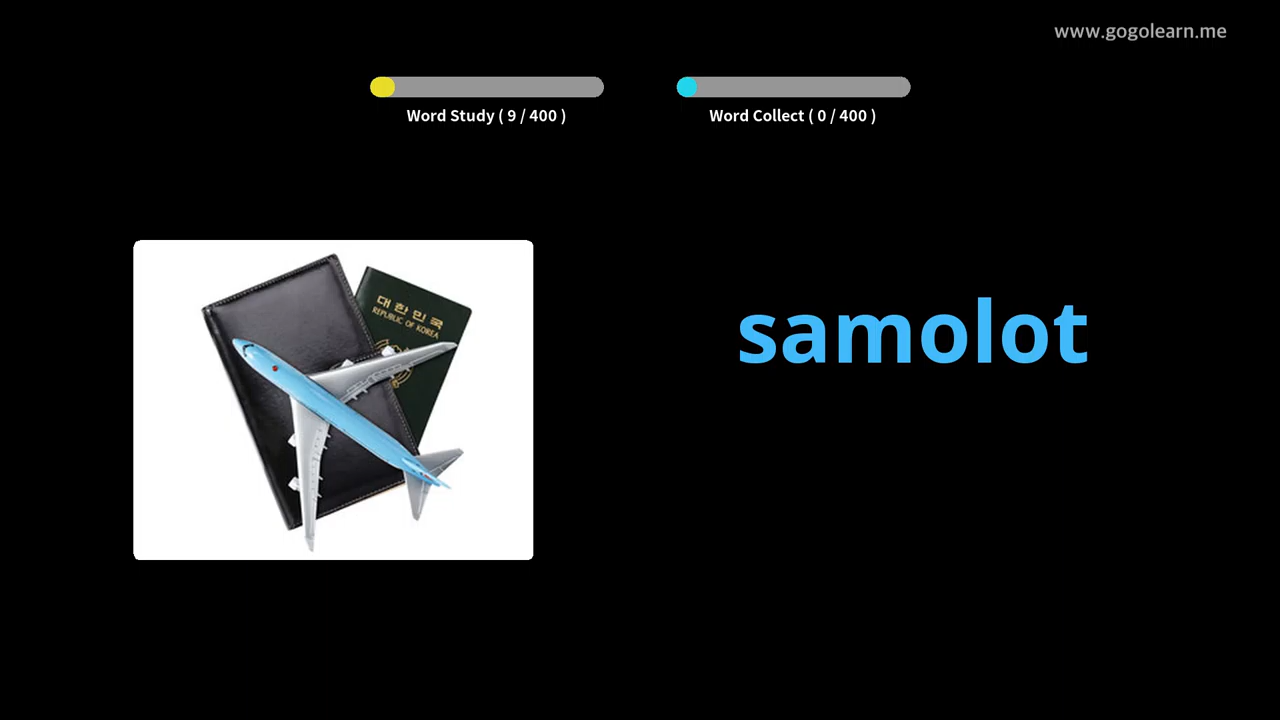 www.gogolearn.me
Word Study ( 9 / 400 )
Word Collect ( 0 / 400 )
대한민국
REPUBLIC OF KOREA
samolot